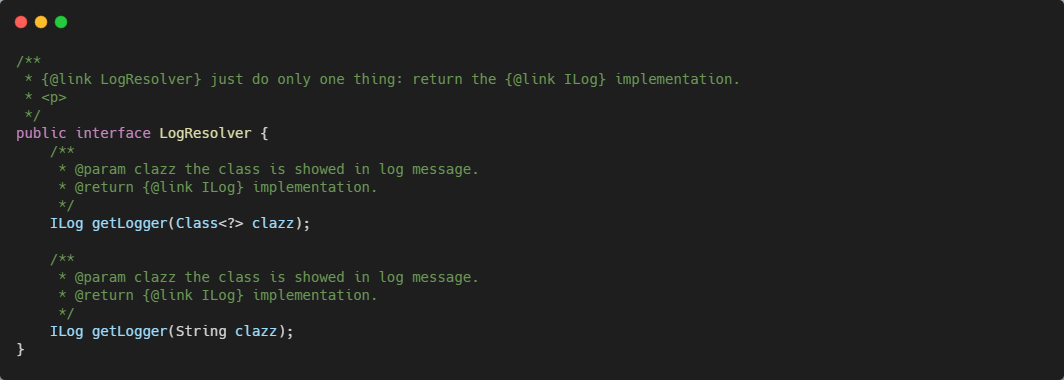 /**
 * {@link LogResolver} just do only one thing: return the {@link ILog} implementation.
 * <p>
 */
public interface LogResolver {
    /**
     * @param clazz the class is showed in log message.
     * @return {@link ILog} implementation.
     */
    ILog getLogger(Class<?> clazz);

    /**
     * @param clazz the class is showed in log message.
     * @return {@link ILog} implementation.
     */
    ILog getLogger(String clazz);
}